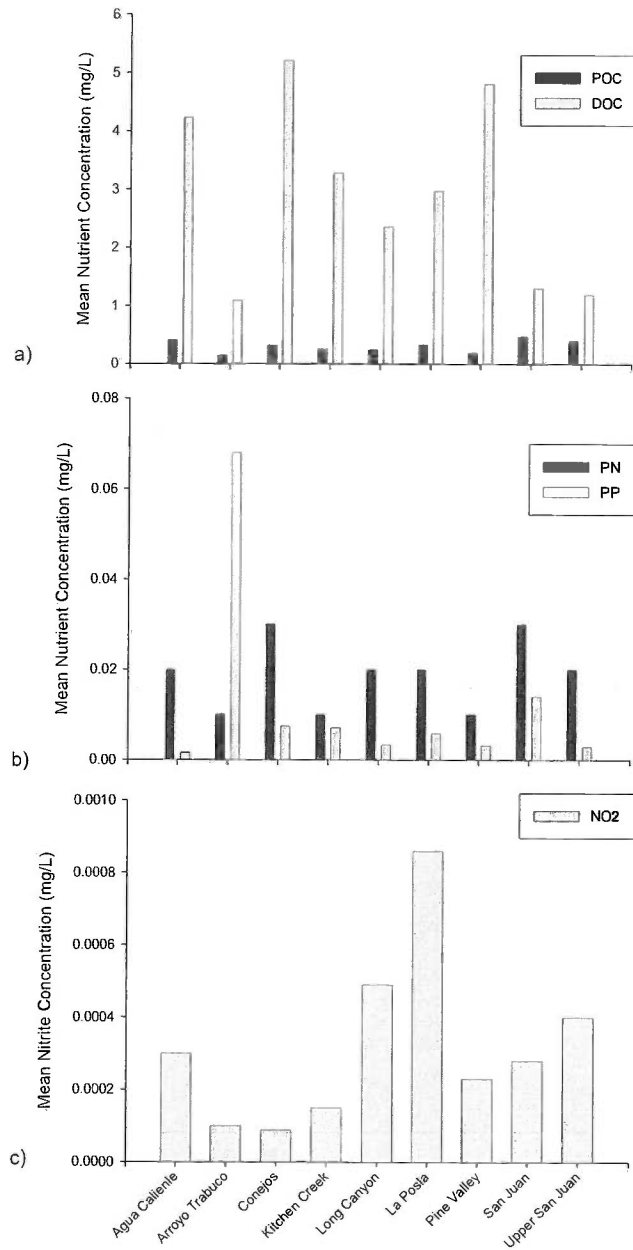 Mean Nutrient Concentration (mg/L)
6
5
4
3
2
1
0
POC
DOC
a)
Mean Nutrient Concentration (mg/L)
0.08
0.06
0.04
0.02
0.00
PN
PP
b)
Mean Nitrite Concentration (mg/L)
0.0010
0.0008
0.0006
0.0004
0.0002
0.0000
NO2
c)
Agua Caliente
Arroyo Trabuco
Conejos
Kitchen Creek
Long Canyon
La Posta
Pine Valley
San Juan
Upper San Juan